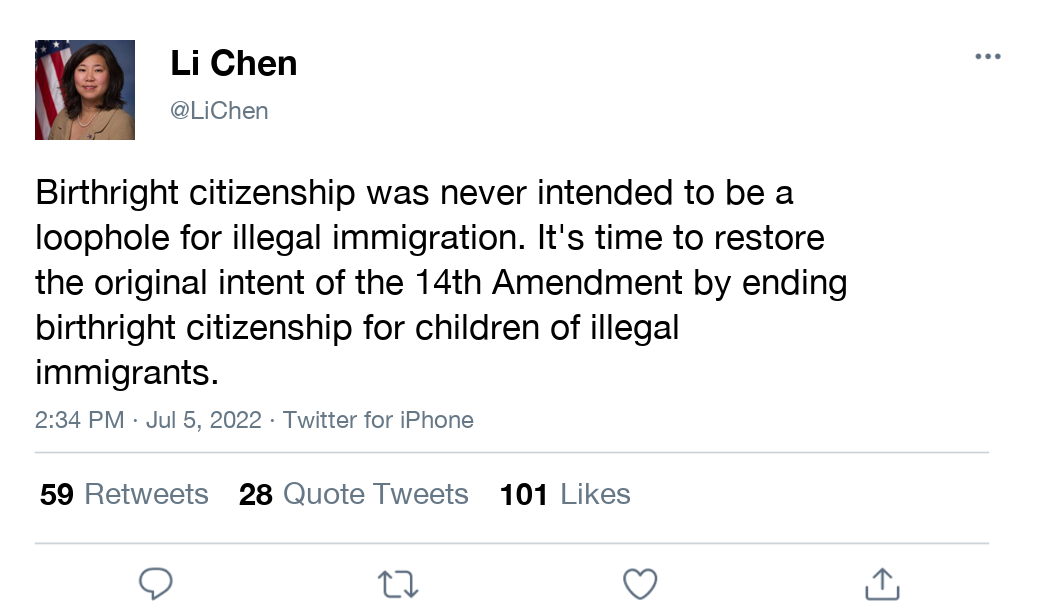 Li Chen
@LiChen
Birthright citizenship was never intended to be a
loophole for illegal immigration. It's time to restore
the original intent of the 14th Amendment by ending
birthright citizenship for children of illegal
immigrants.
2:34 PM · Jul 5, 2022 · Twitter for iPhone
59 Retweets 28 Quote Tweets 101 Likes